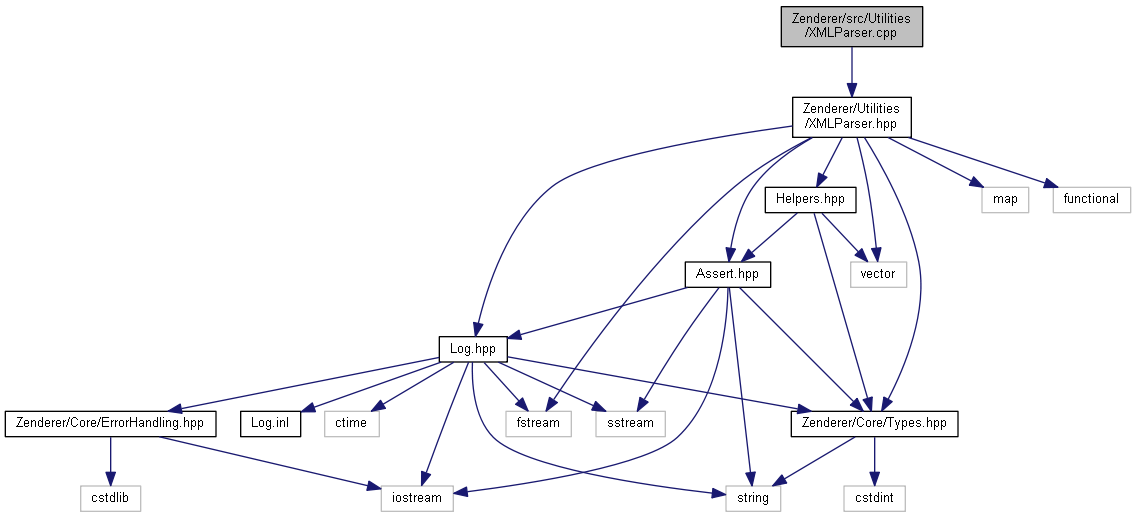 Zenderer/src/Utilities
/XMLParser.cpp
Zenderer/Utilities
/XMLParser.hpp
Helpers.hpp
map
functional
Assert.hpp
vector
Log.hpp
Zenderer/Core/ErrorHandling.hpp
Log.inl
ctime
fstream
sstream
Zenderer/Core/Types.hpp
cstdlib
iostream
string
cstdint